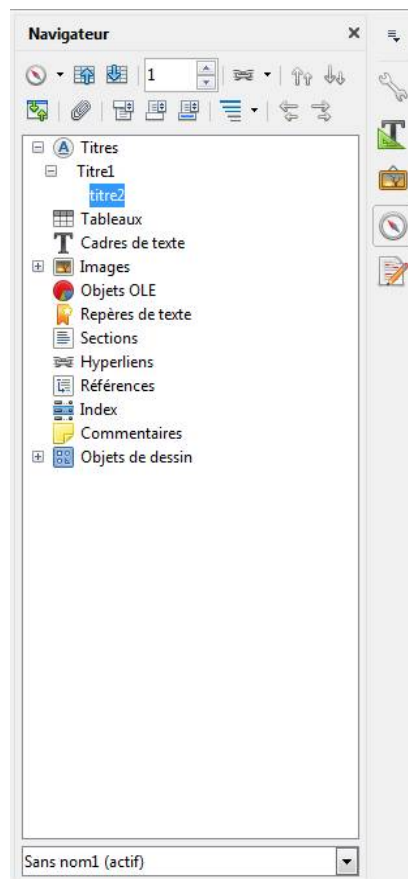 Navigateur
1
Titres
Titre1
titre2
Tableaux
Cadres de texte
Images
Objets OLE
Repères de texte
Sections
Hyperliens
Références
Index
Commentaires
Objets de dessin
Sans nom1 (actif)